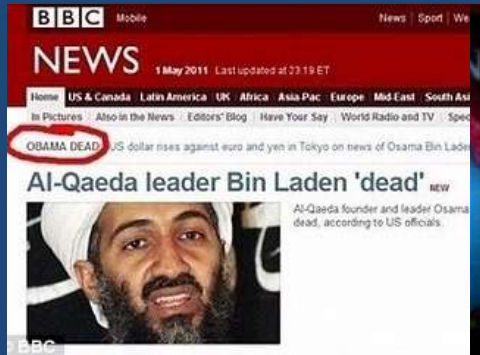 BBC Mobile News Sport We
NEWS 1 May 2011 Last updated at 23:19 ET
Home US & Canada Latin America UK Africa Asia-Pac Europe Mid-East South Asi
In Pictures Also in the News Editors' Blog Have Your Say World Radio and TV Spec
OBAMA DEAD US dollar rises against euro and yen in Tokyo on news of Osama Bin Laden
Al-Qaeda leader Bin Laden 'dead' NEW
Al-Qaeda founder and leader Osama
dead, according to US officials
BBC